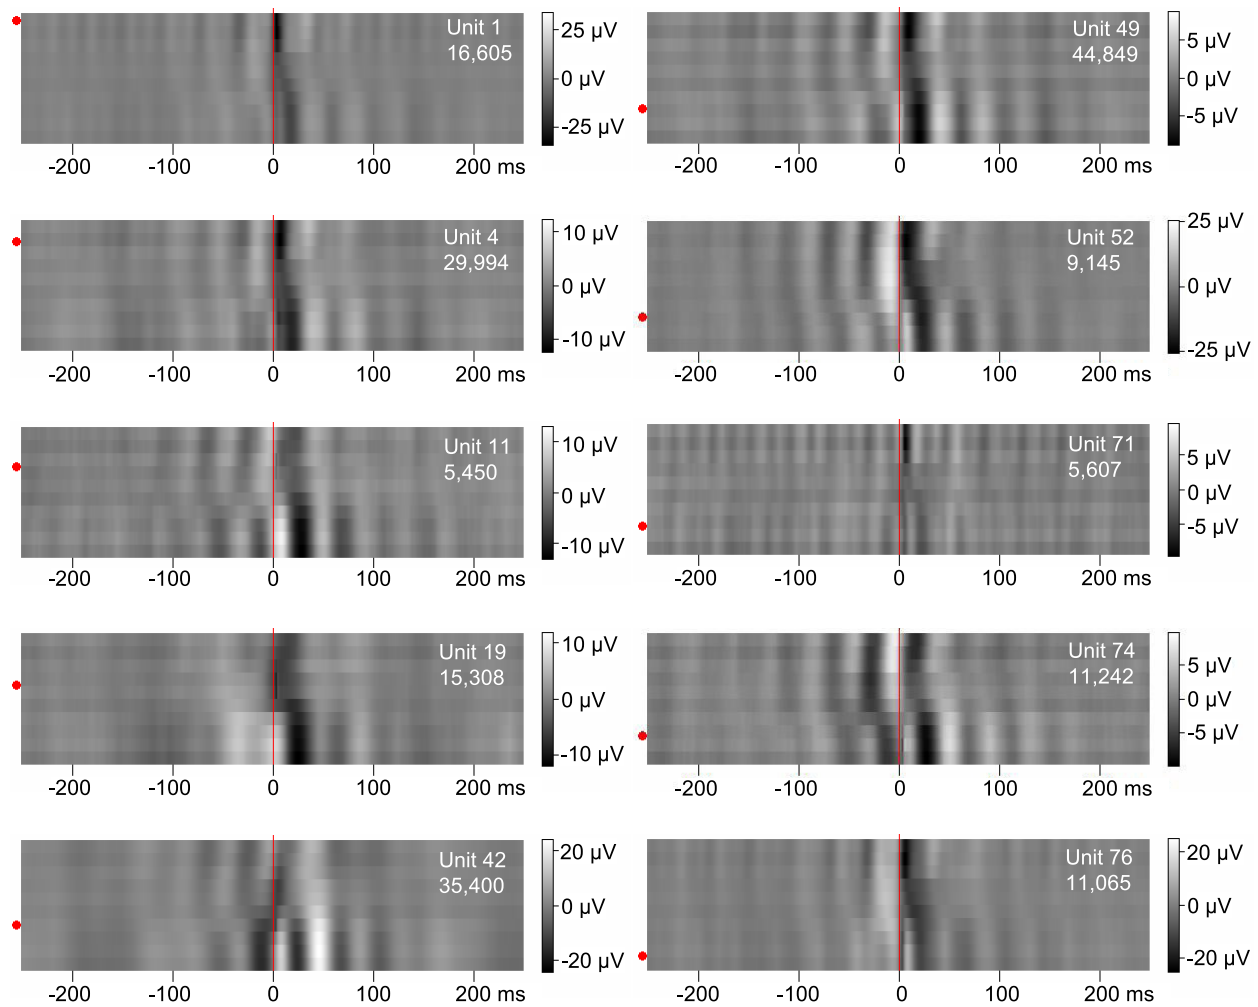 Unit 1
16,605
25 µV
0 µV
-25 µV
-200 -100 0 100 200 ms
Unit 49
44,849
5 µV
0 µV
-5 µV
-200 -100 0 100 200 ms
Unit 4
29,994
10 µV
0 µV
-10 µV
-200 -100 0 100 200 ms
Unit 52
9,145
25 µV
0 µV
-25 µV
-200 -100 0 100 200 ms
Unit 11
5,450
10 µV
0 µV
-10 µV
-200 -100 0 100 200 ms
Unit 71
5,607
5 µV
0 µV
-5 µV
-200 -100 0 100 200 ms
Unit 19
15,308
10 µV
0 µV
-10 µV
-200 -100 0 100 200 ms
Unit 74
11,242
5 µV
0 µV
-5 µV
-200 -100 0 100 200 ms
Unit 42
35,400
20 µV
0 µV
-20 µV
-200 -100 0 100 200 ms
Unit 76
11,065
20 µV
0 µV
-20 µV
-200 -100 0 100 200 ms